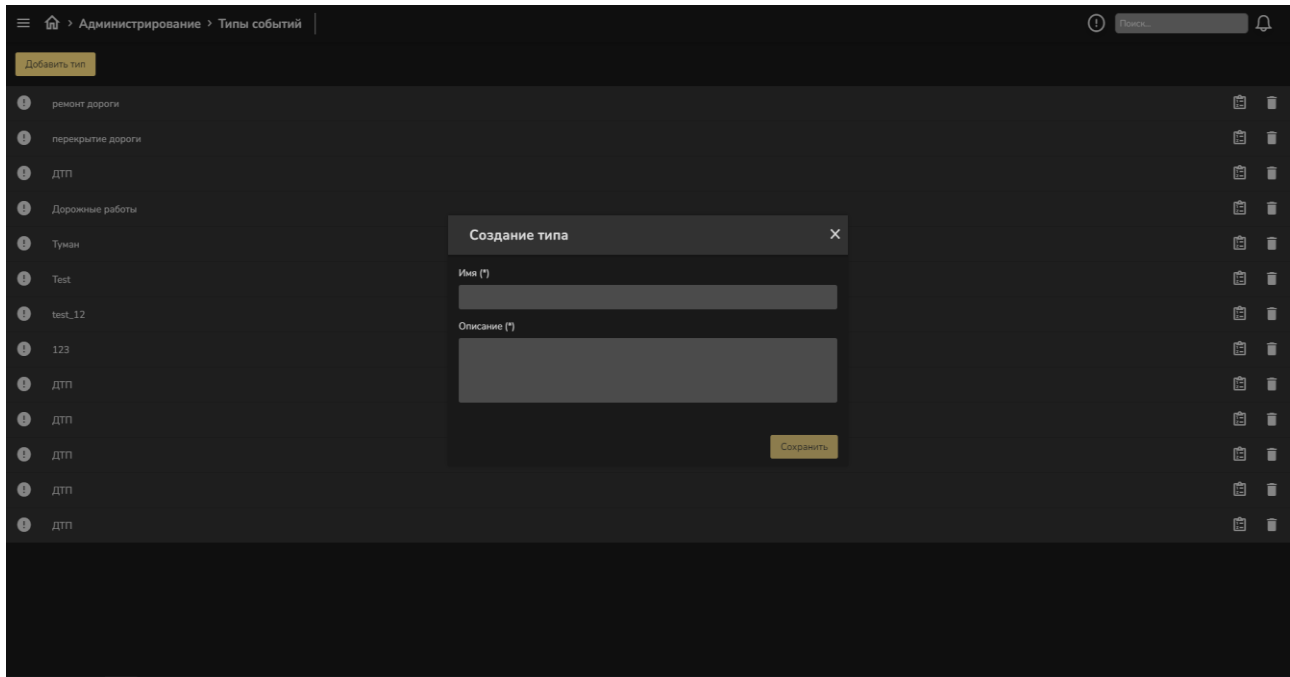 Администрирование > Типы событий
Поиск...
Добавить тип
ремонт дороги
перекрытие дороги
ДТП
Дорожные работы
Туман
Test
test_12
123
ДТП
ДТП
ДТП
ДТП
ДТП
Создание типа
Имя (*)
Описание (*)
Сохранить